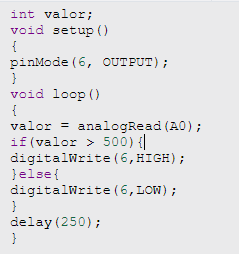 int valor;
void setup()
{
pinMode(6, OUTPUT);
}
void loop()
{
valor = analogRead(A0);
if(valor > 500){
digitalWrite(6,HIGH);
}else{
digitalWrite(6,LOW);
}
delay(250);
}